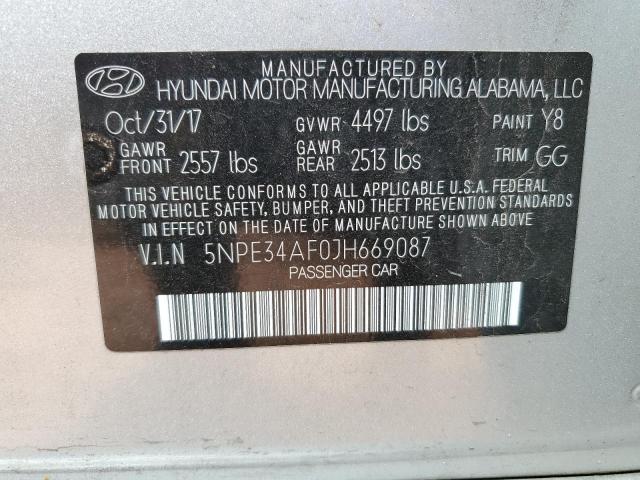 MANUFACTURED BY
HYUNDAI MOTOR MANUFACTURING ALABAMA, LLC
Oct/31/17 GVWR 4497 lbs PAINT Y8
GAWR FRONT 2557 lbs GAWR REAR 2513 lbs TRIM GG
THIS VEHICLE CONFORMS TO ALL APPLICABLE U.S.A. FEDERAL
MOTOR VEHICLE SAFETY, BUMPER, AND THEFT PREVENTION STANDARDS
IN EFFECT ON THE DATE OF MANUFACTURE SHOWN ABOVE.
V.I.N 5NPE34AF0JH669087
PASSENGER CAR